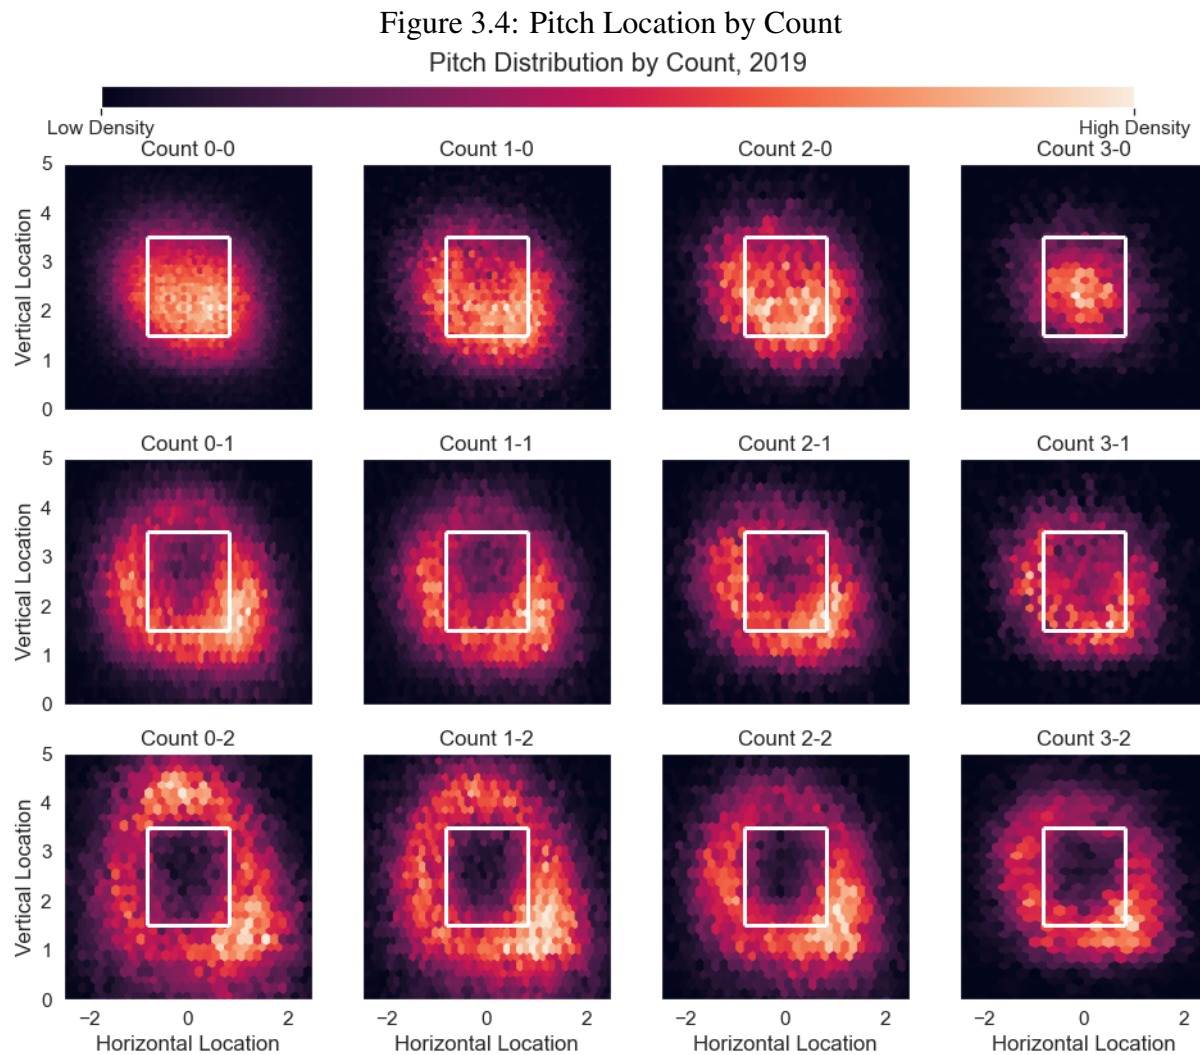 Figure 3.4: Pitch Location by Count
Pitch Distribution by Count, 2019
Low Density
High Density
Count 0-0
Count 1-0
Count 2-0
Count 3-0
5
4
3
2
1
0
Vertical Location
Count 0-1
Count 1-1
Count 2-1
Count 3-1
5
4
3
2
1
0
Vertical Location
Count 0-2
Count 1-2
Count 2-2
Count 3-2
5
4
3
2
1
0
Vertical Location
−2 0 2
−2 0 2
−2 0 2
−2 0 2
Horizontal Location
Horizontal Location
Horizontal Location
Horizontal Location